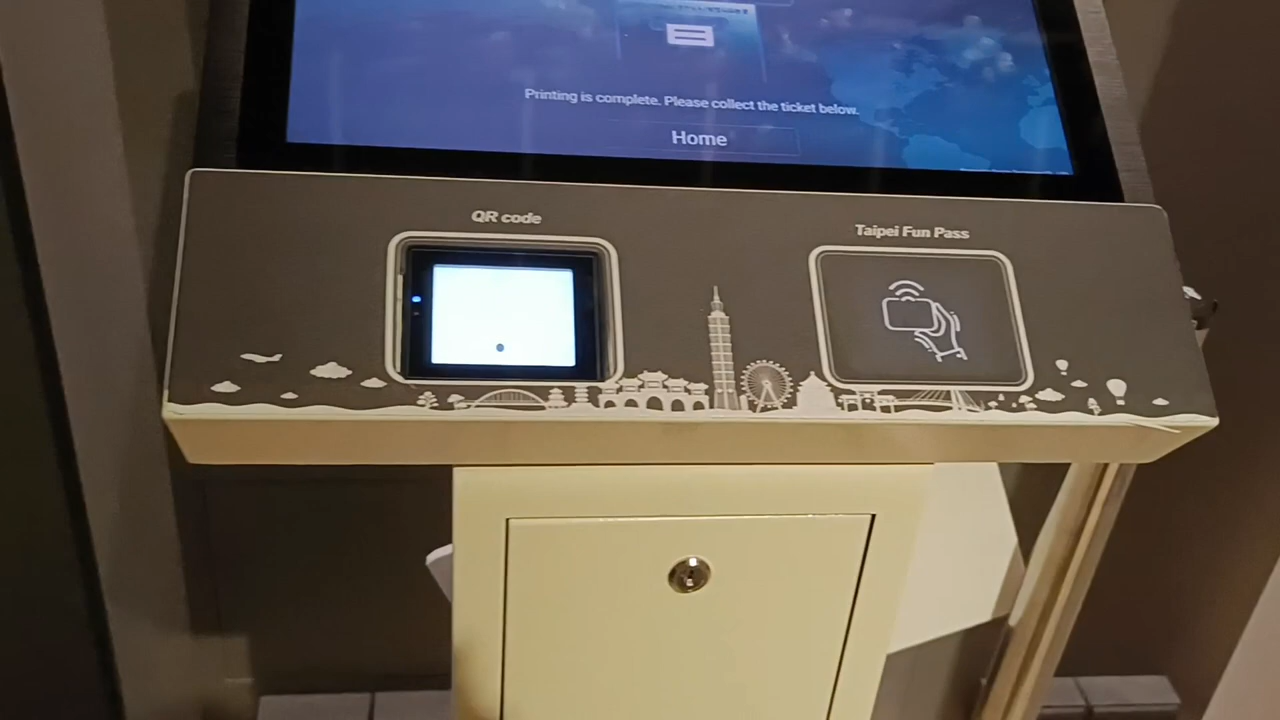 Printing is complete. Please collect the ticket below.
Home
QR code
Taipei Fun Pass